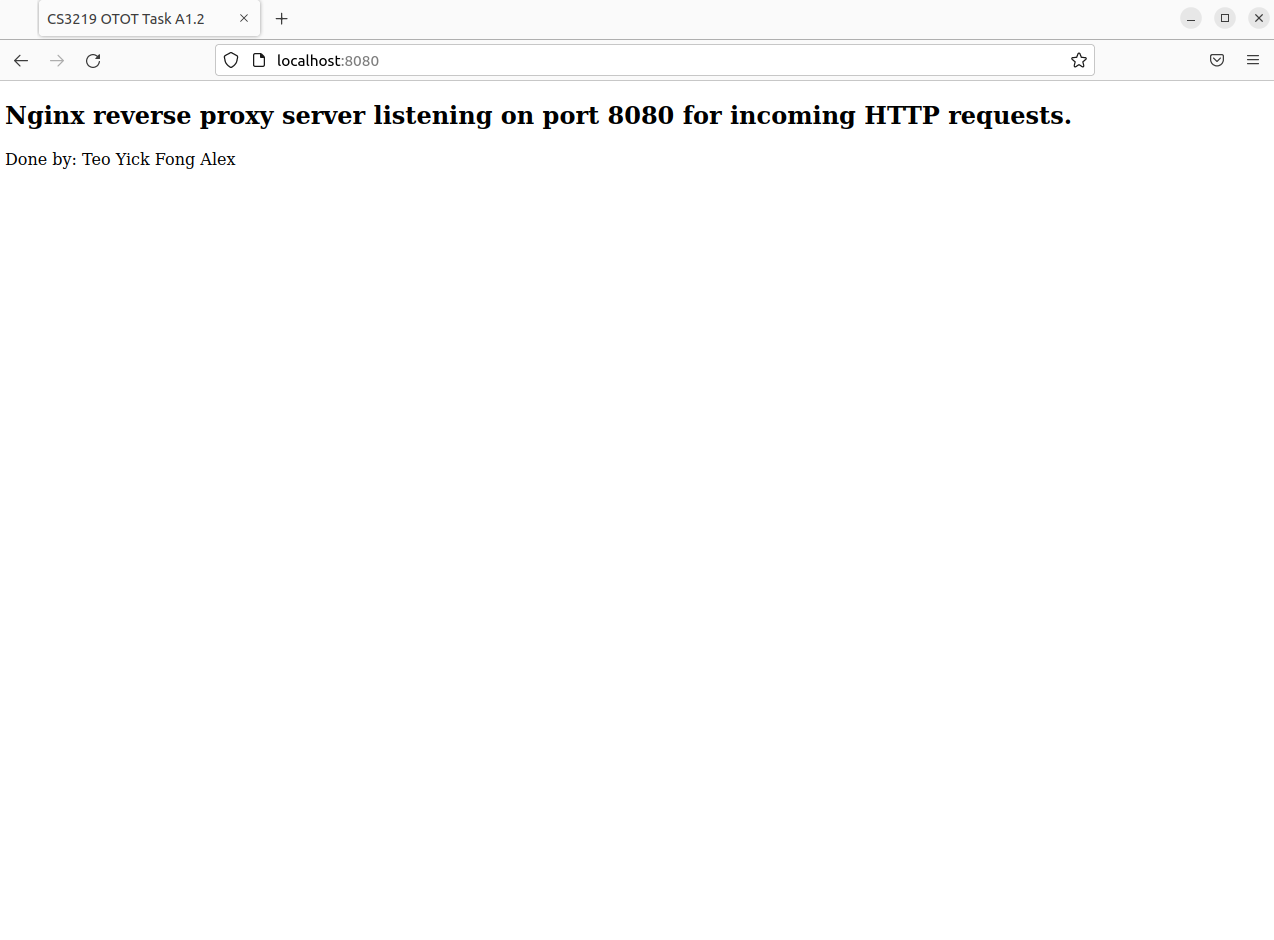 CS3219 OTOT Task A1.2
localhost:8080
Nginx reverse proxy server listening on port 8080 for incoming HTTP requests.
Done by: Teo Yick Fong Alex